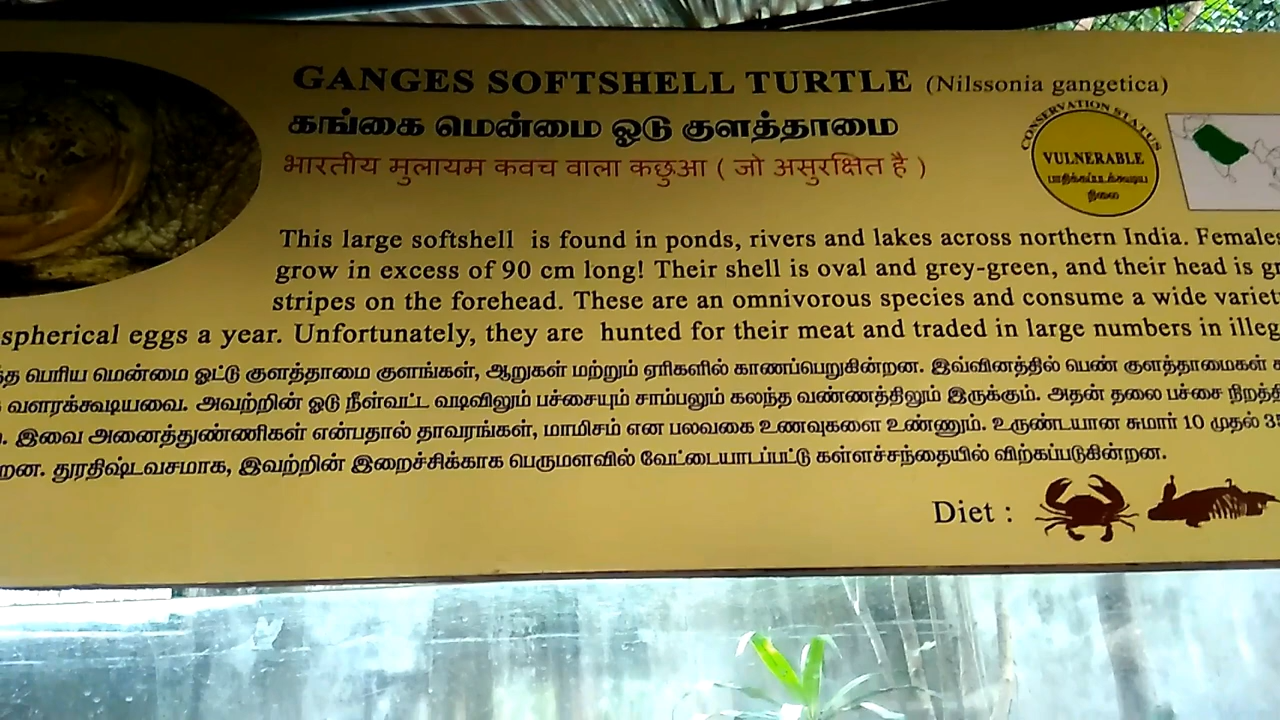 GANGES SOFTSHELL TURTLE (Nilssonia gangetica)
கங்கை மென்மை ஓடு குளத்தாமை
भारतीय मुलायम कवच वाला कछुआ ( जो असुरक्षित है )
CONSERVATION STATUS
VULNERABLE
பாதிக்கப்படக்கூடிய
நிலை
This large softshell is found in ponds, rivers and lakes across northern India. Females
grow in excess of 90 cm long! Their shell is oval and grey-green, and their head is
stripes on the forehead. These are an omnivorous species and consume a wide
spherical eggs a year. Unfortunately, they are hunted for their meat and traded in large numbers in
பெரிய மென்மை ஓட்டு குளத்தாமை குளங்கள், ஆறுகள் மற்றும் ஏரிகளில் காணப்பெறுகின்றன. இவ்வினத்தில் பெண் குளத்தாமைகள்
வளரக்கூடியவை. அவற்றின் ஓடு நீள்வட்ட வடிவிலும் பச்சையும் சாம்பலும் கலந்த வண்ணத்திலும் இருக்கும். அதன் தலை பச்சை
இவை அனைத்துண்ணிகள் என்பதால் தாவரங்கள், மாமிசம் என பலவகை உணவுகளை உண்ணும். உருண்டையான சுமார் 10 முதல்
துரதிஷ்டவசமாக, இவற்றின் இறைச்சிக்காக பெருமளவில் வேட்டையாடப்பட்டு கள்ளச்சந்தையில் விற்கப்படுகின்றன.
Diet :